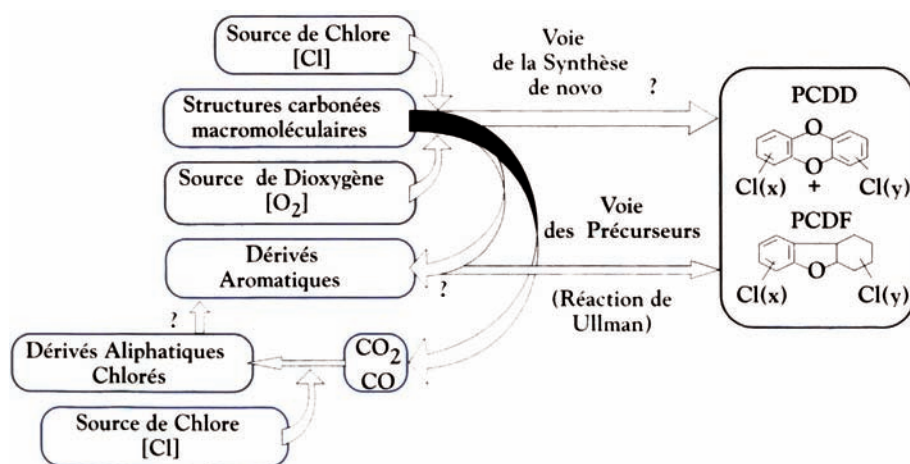 Source de Chlore
[Cl]
Structures carbonées
macromoléculaires
Source de Dioxygène
[O2]
Dérivés
Aromatiques
?
Dérivés Aliphatiques
Chlorés
CO2
CO
Source de Chlore
[Cl]
Voie
de la Synthèse
de novo ?
Voie
des Précurseurs
?
(Réaction de
Ullman)
PCDD
O
O
Cl(x) + Cl(y)
PCDF
O
Cl(x) Cl(y)